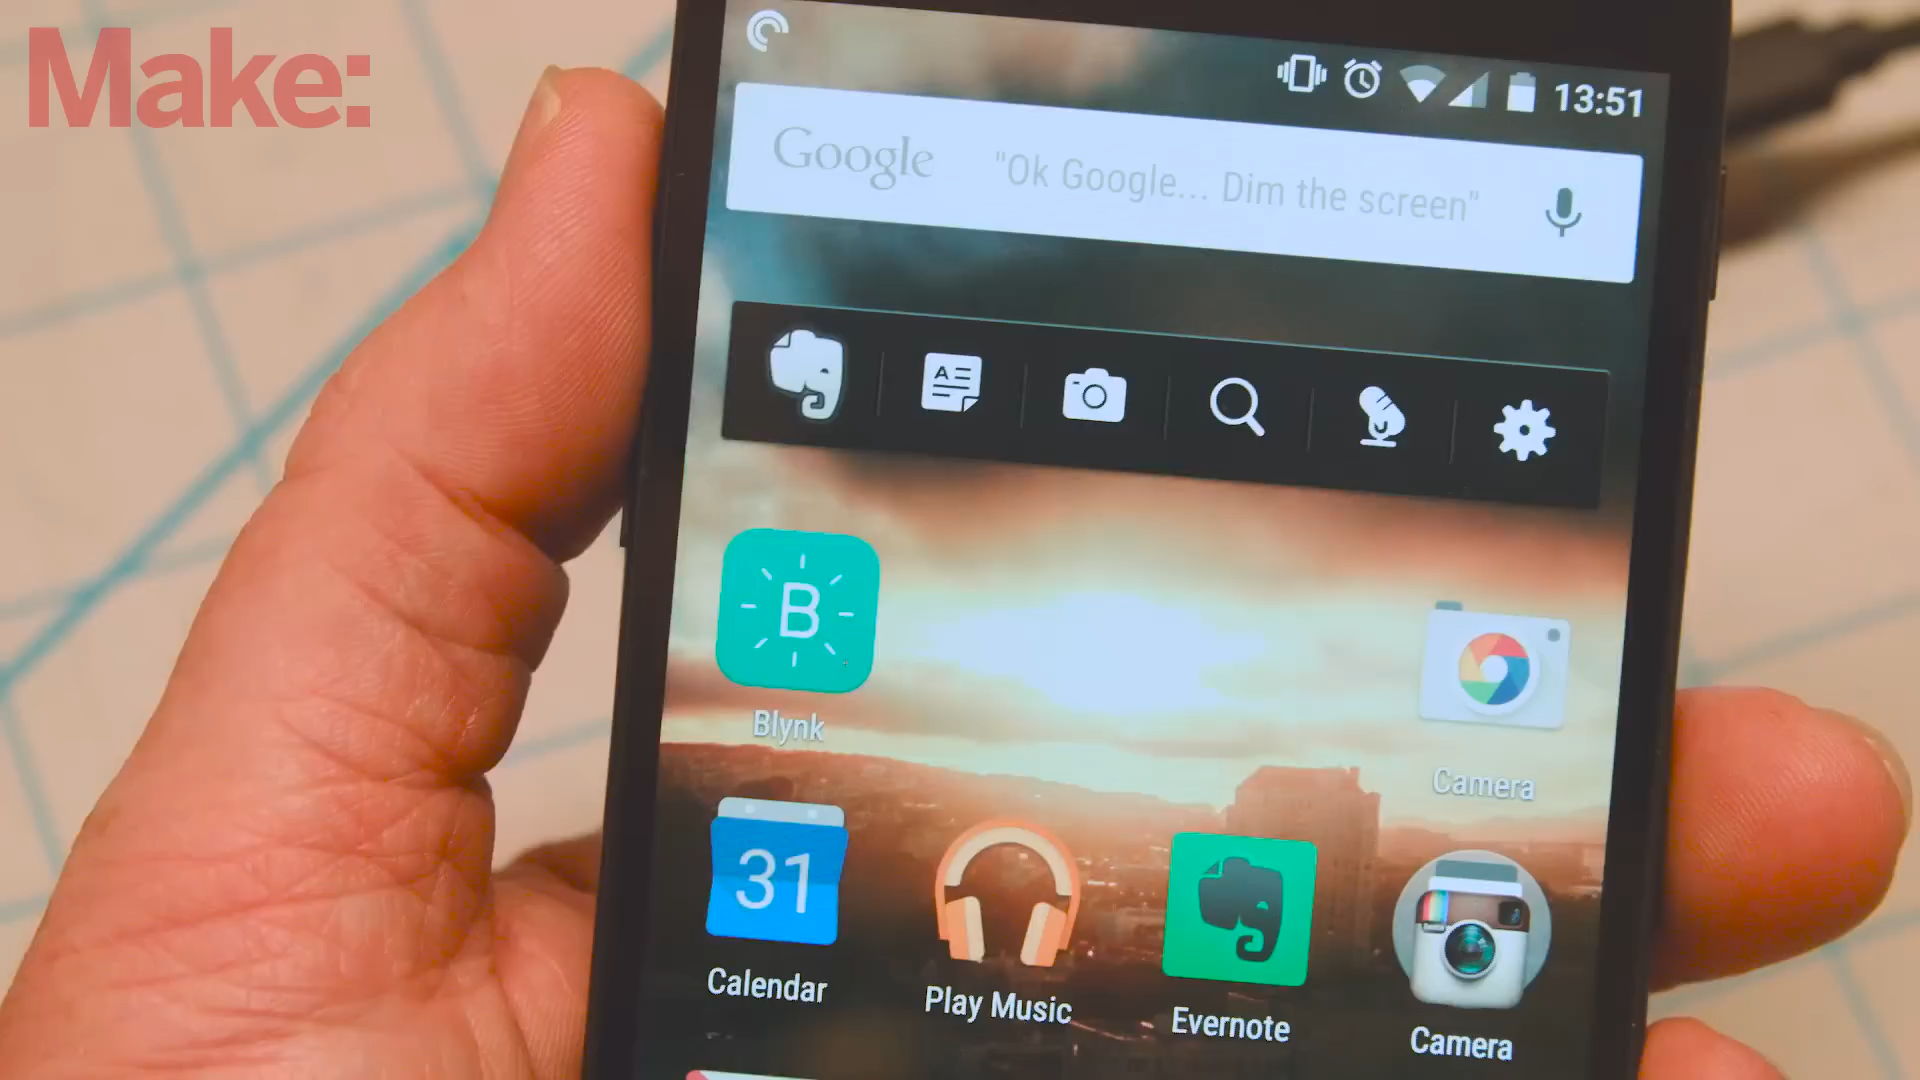 Make:
13:51
Google "Ok Google... Dim the screen"
A
B
Blynk
Camera
31
Calendar
Play Music
Evernote
Camera